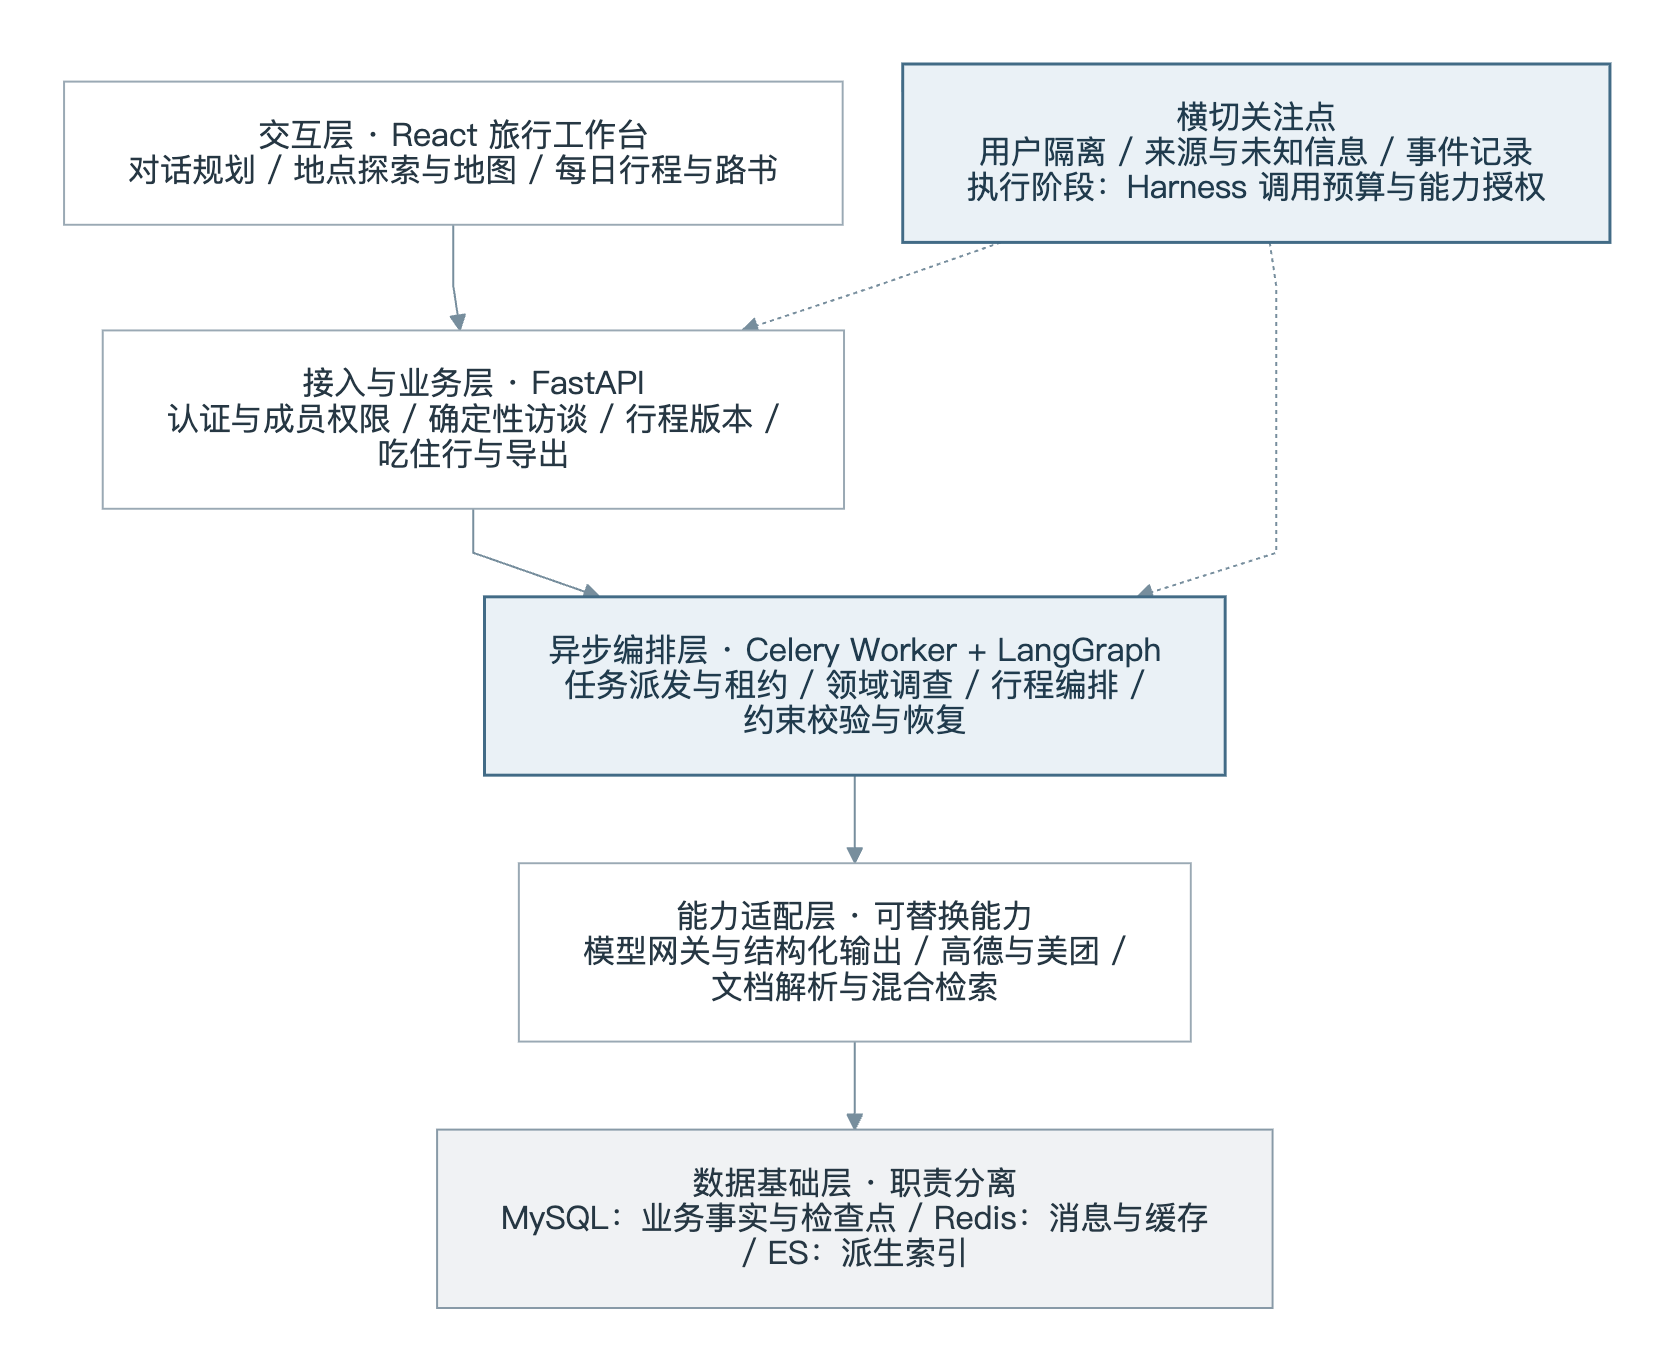 交互层 · React 旅行工作台
对话规划 / 地点探索与地图 / 每日行程与路书
横切关注点
用户隔离 / 来源与未知信息 / 事件记录
执行阶段：Harness 调用预算与能力授权
接入与业务层 · FastAPI
认证与成员权限 / 确定性访谈 / 行程版本 /
吃住行与导出
异步编排层 · Celery Worker + LangGraph
任务派发与租约 / 领域调查 / 行程编排 /
约束校验与恢复
能力适配层 · 可替换能力
模型网关与结构化输出 / 高德与美团 /
文档解析与混合检索
数据基础层 · 职责分离
MySQL：业务事实与检查点 / Redis：消息与缓存
/ ES：派生索引